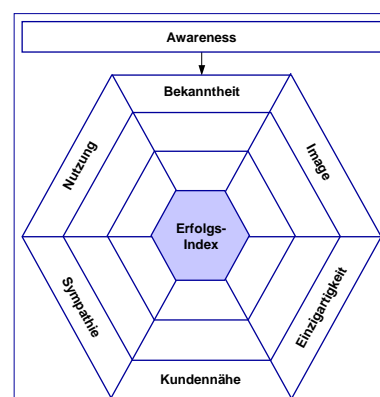 Awareness
Bekanntheit
Nutzung
Image
Erfolgs-
Index
Sympathie
Einzigartigkeit
Kundennähe